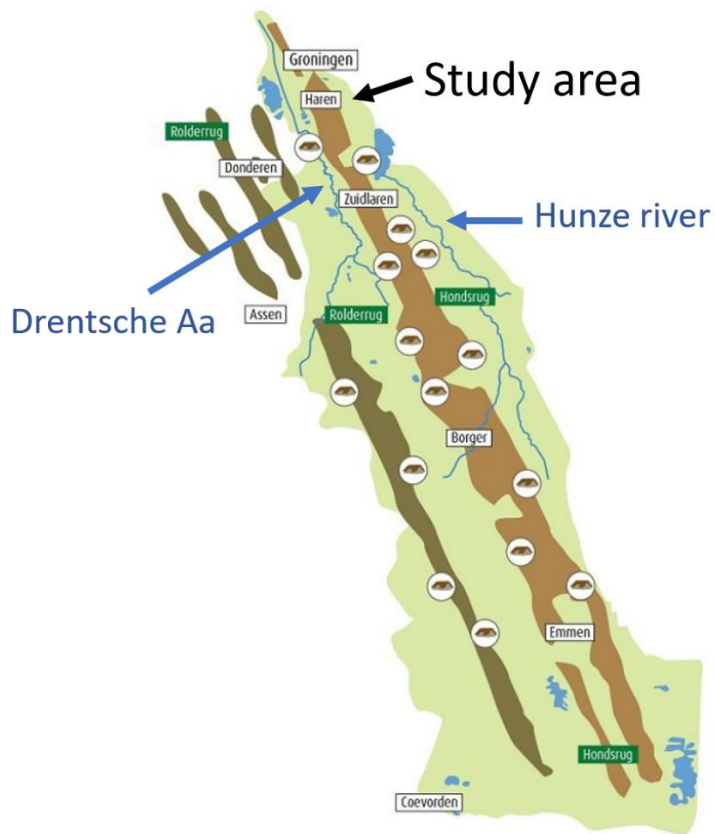 Groningen
Study area
Haren
Rolderrug
Donderen
Zuidlaren
Hunze river
Hondsrug
Rolderrug
Assen
Drentsche Aa
Borger
Emmen
Hondsrug
Coevorden